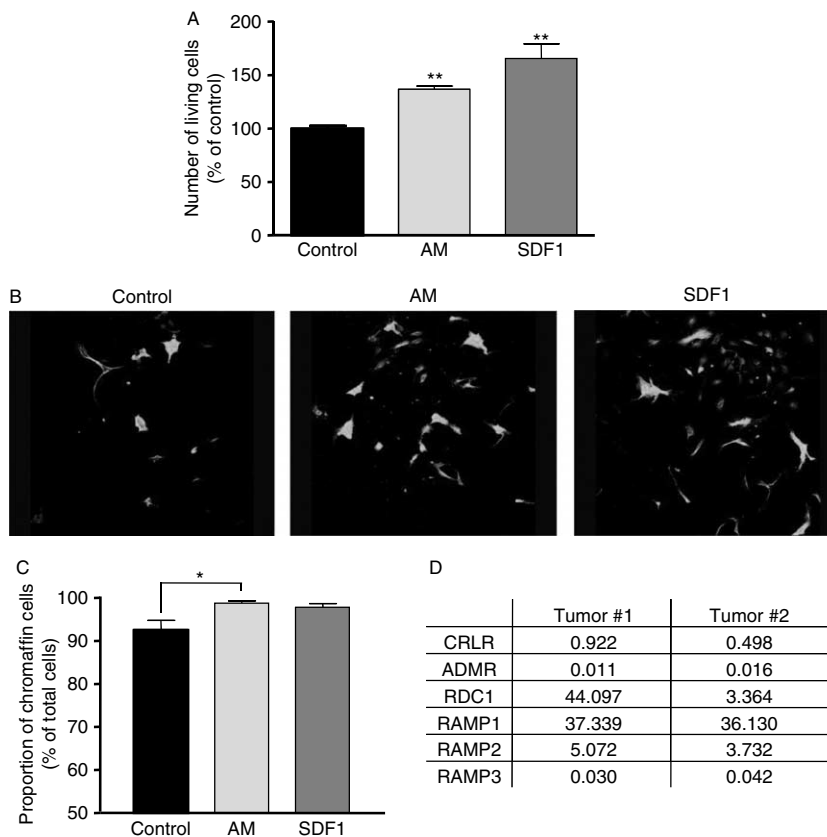 A
Number of living cells
(% of control)
200
150
100
50
0
**
**
Control AM SDF1
B
Control AM SDF1
C
Proportion of chromaffin cells
(% of total cells)
100
90
80
70
60
50
*
Control AM SDF1
D
Tumor #1 Tumor #2
CRLR 0.922 0.498
ADMR 0.011 0.016
RDC1 44.097 3.364
RAMP1 37.339 36.130
RAMP2 5.072 3.732
RAMP3 0.030 0.042